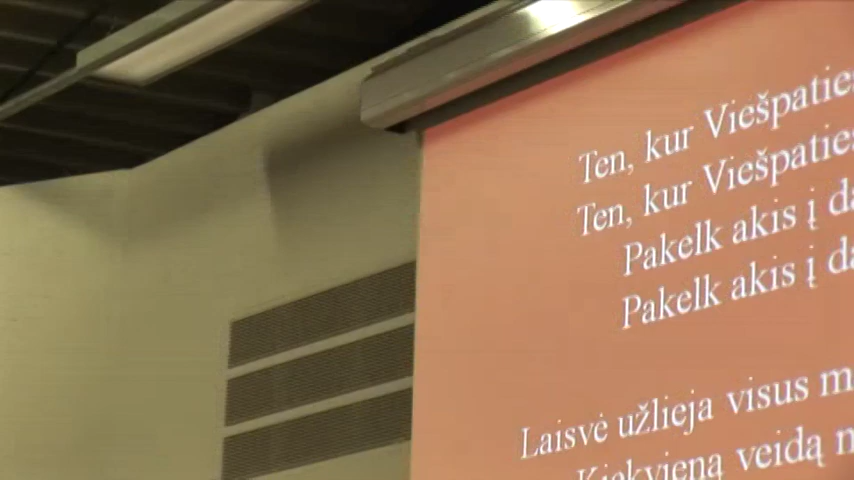 Ten, kur Viešpaties
Ten, kur Viešpaties
Pakelk akis į
Pakelk akis į
Laisvė užlieja visus
Kiekvieną veidą